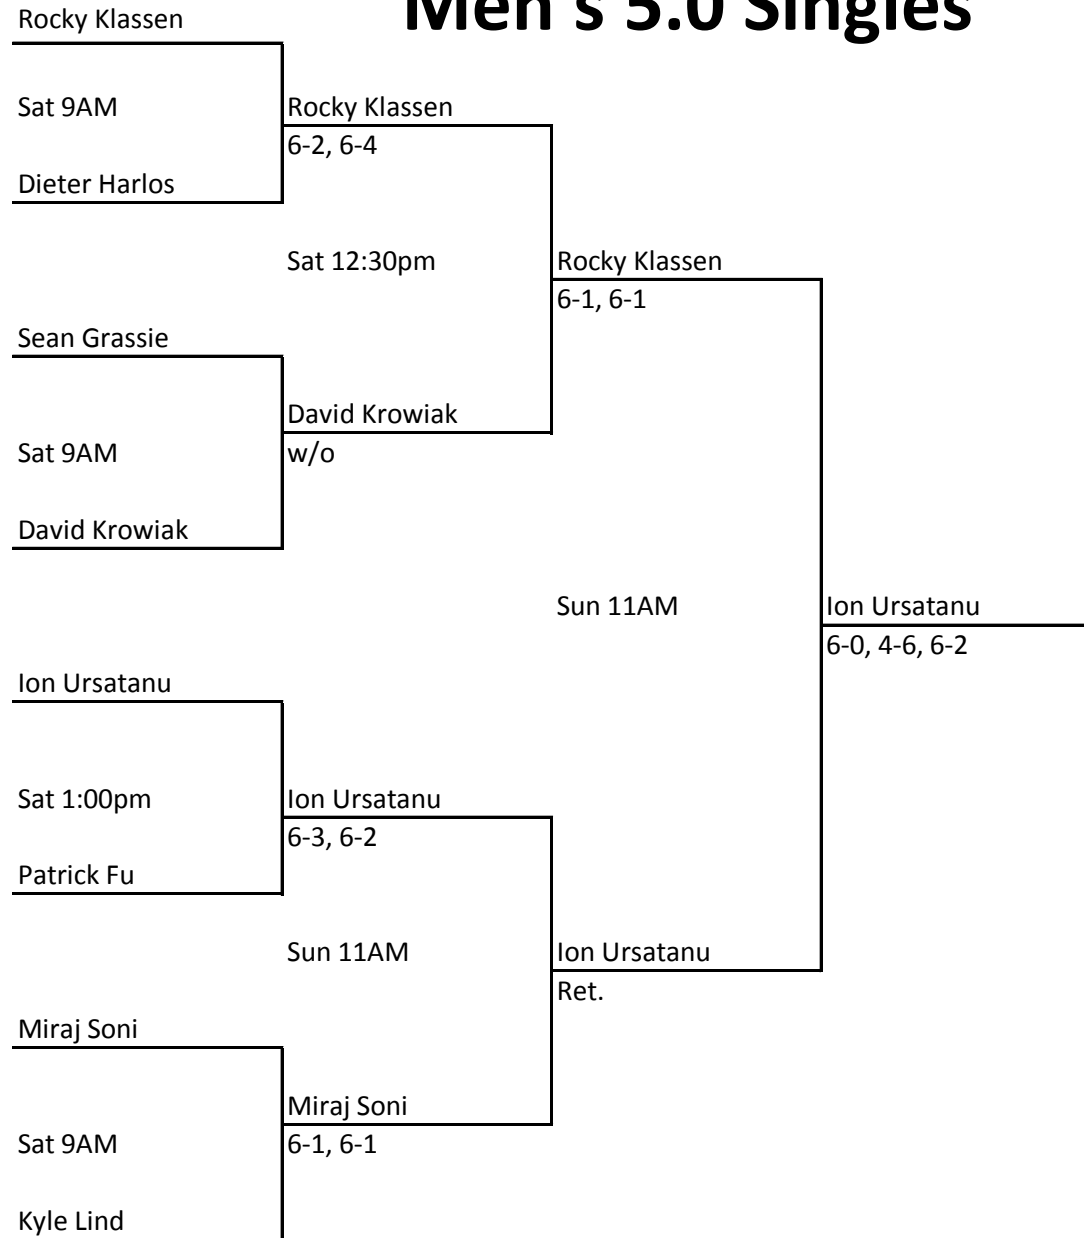 Men's 5.0 Singles
Rocky Klassen
Sat 9AM
Rocky Klassen
6-2, 6-4
Dieter Harlos
Sat 12:30pm
Rocky Klassen
6-1, 6-1
Sean Grassie
David Krowiak
Sat 9AM
w/o
David Krowiak
Sun 11AM
Ion Ursatanu
6-0, 4-6, 6-2
Ion Ursatanu
Sat 1:00pm
Ion Ursatanu
6-3, 6-2
Patrick Fu
Sun 11AM
Ion Ursatanu
Ret.
Miraj Soni
Miraj Soni
Sat 9AM
6-1, 6-1
Kyle Lind